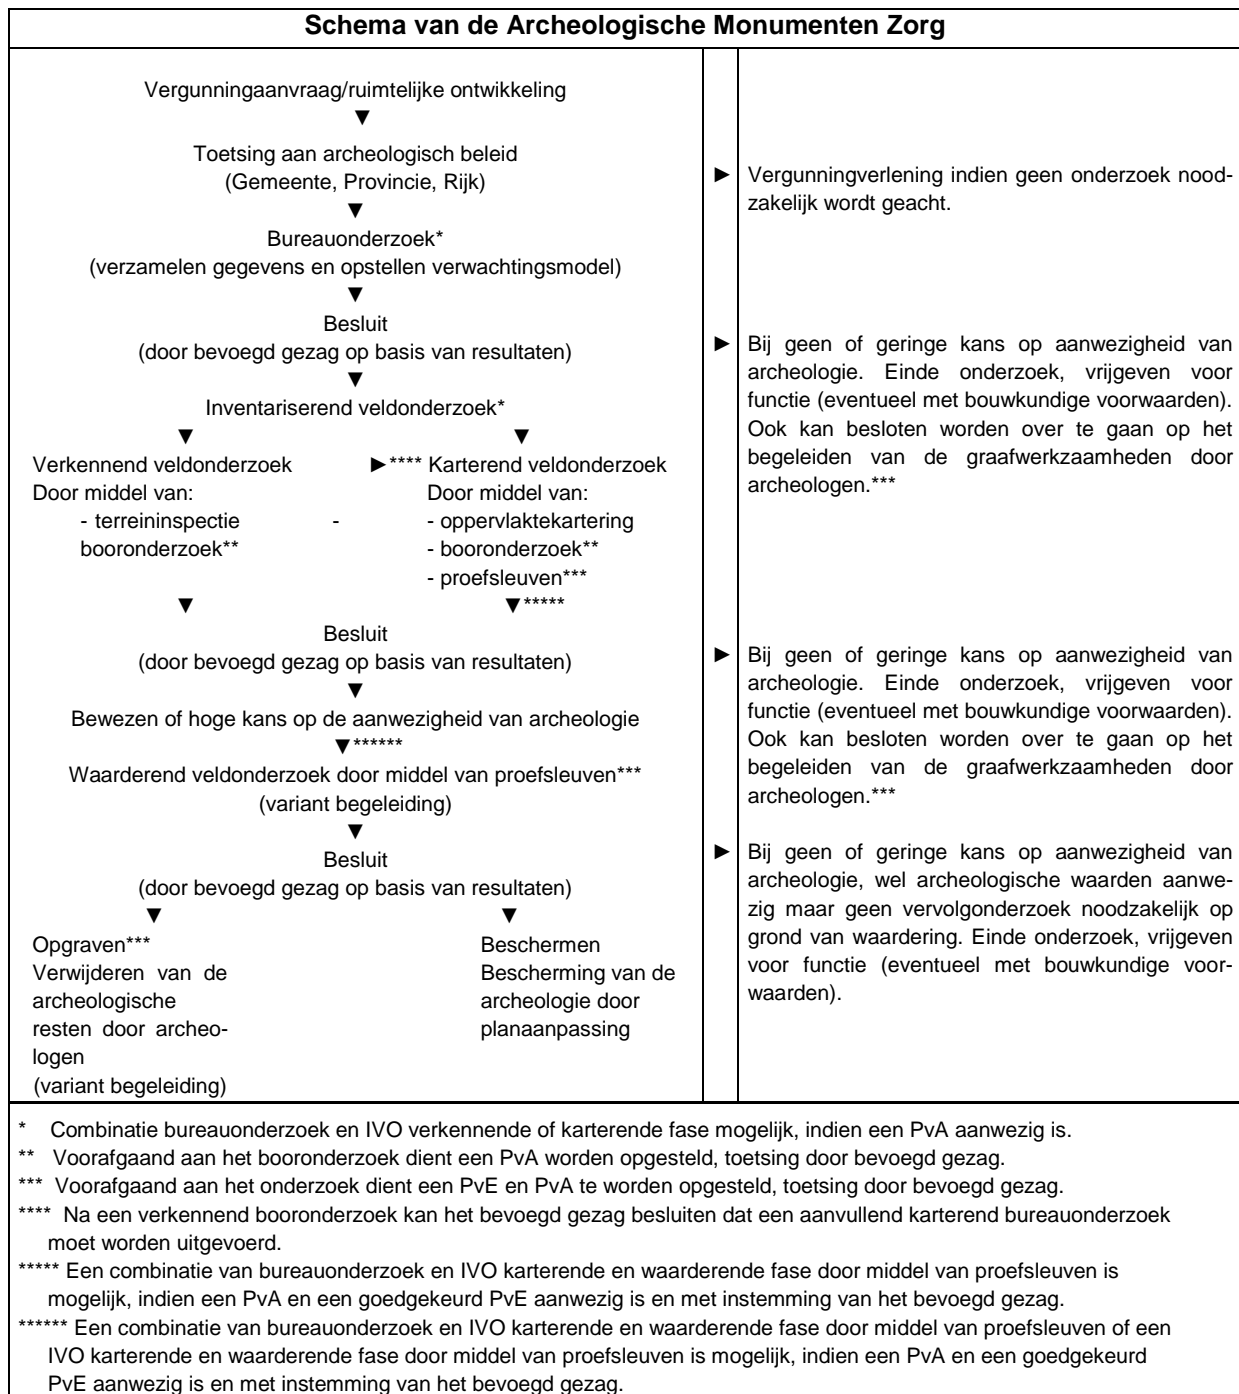 Schema van de Archeologische Monumenten Zorg
Vergunningaanvraag/ruimtelijke ontwikkeling
▼
Toetsing aan archeologisch beleid
(Gemeente, Provincie, Rijk)
▼
► Vergunningverlening indien geen onderzoek nood-
zakelijk wordt geacht.
Bureauonderzoek*
(verzamelen gegevens en opstellen verwachtingsmodel)
▼
Besluit
(door bevoegd gezag op basis van resultaten)
▼
► Bij geen of geringe kans op aanwezigheid van
archeologie. Einde onderzoek, vrijgeven voor
functie (eventueel met bouwkundige voorwaarden).
Ook kan besloten worden over te gaan op het
begeleiden van de graafwerkzaamheden door
archeologen.***
Inventariserend veldonderzoek*
▼ ▼
Verkennend veldonderzoek ►**** Karterend veldonderzoek
Door middel van: Door middel van:
- terreininspectie - - oppervlaktekartering
booronderzoek** - booronderzoek**
- proefsleuven***
▼ ▼*****
Besluit
(door bevoegd gezag op basis van resultaten)
▼
► Bij geen of geringe kans op aanwezigheid van
archeologie. Einde onderzoek, vrijgeven voor
functie (eventueel met bouwkundige voorwaarden).
Ook kan besloten worden over te gaan op het
begeleiden van de graafwerkzaamheden door
archeologen.***
Bewezen of hoge kans op de aanwezigheid van archeologie
▼******
Waarderend veldonderzoek door middel van proefsleuven***
(variant begeleiding)
▼
Besluit
(door bevoegd gezag op basis van resultaten)
▼ ▼
► Bij geen of geringe kans op aanwezigheid van
archeologie, wel archeologische waarden aanwe-
zig maar geen vervolgonderzoek noodzakelijk op
grond van waardering. Einde onderzoek, vrijgeven
voor functie (eventueel met bouwkundige voor-
waarden).
Opgraven***
Verwijderen van de
archeologische
resten door archeo-
logen
(variant begeleiding)
Beschermen
Bescherming van de
archeologie door
planaanpassing
* Combinatie bureauonderzoek en IVO verkennende of karterende fase mogelijk, indien een PvA aanwezig is.
** Voorafgaand aan het booronderzoek dient een PvA worden opgesteld, toetsing door bevoegd gezag.
*** Voorafgaand aan het onderzoek dient een PvE en PvA te worden opgesteld, toetsing door bevoegd gezag.
**** Na een verkennend booronderzoek kan het bevoegd gezag besluiten dat een aanvullend karterend bureauonderzoek
moet worden uitgevoerd.
***** Een combinatie van bureauonderzoek en IVO karterende en waarderende fase door middel van proefsleuven is
mogelijk, indien een PvA en een goedgekeurd PvE aanwezig is en met instemming van het bevoegd gezag.
****** Een combinatie van bureauonderzoek en IVO karterende en waarderende fase door middel van proefsleuven of een
IVO karterende en waarderende fase door middel van proefsleuven is mogelijk, indien een PvA en een goedgekeurd
PvE aanwezig is en met instemming van het bevoegd gezag.